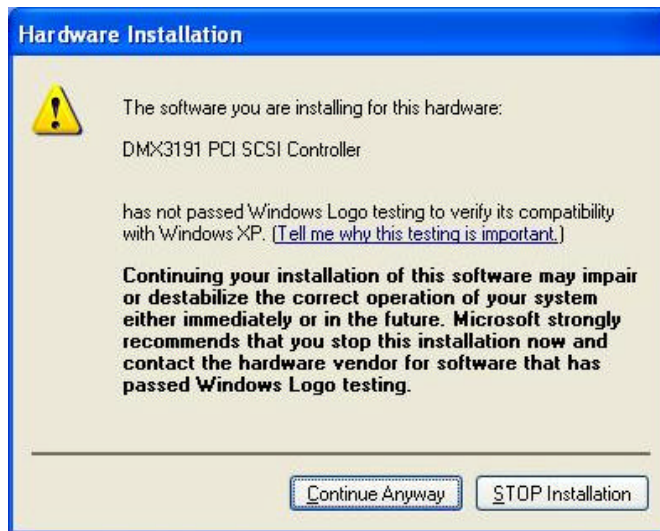 Hardware Installation
The software you are installing for this hardware:
DMX3191 PCI SCSI Controller
has not passed Windows Logo testing to verify its compatibility
with Windows XP. (Tell me why this testing is important.)
Continuing your installation of this software may impair
or destabilize the correct operation of your system
either immediately or in the future. Microsoft strongly
recommends that you stop this installation now and
contact the hardware vendor for software that has
passed Windows Logo testing.
Continue Anyway
STOP Installation